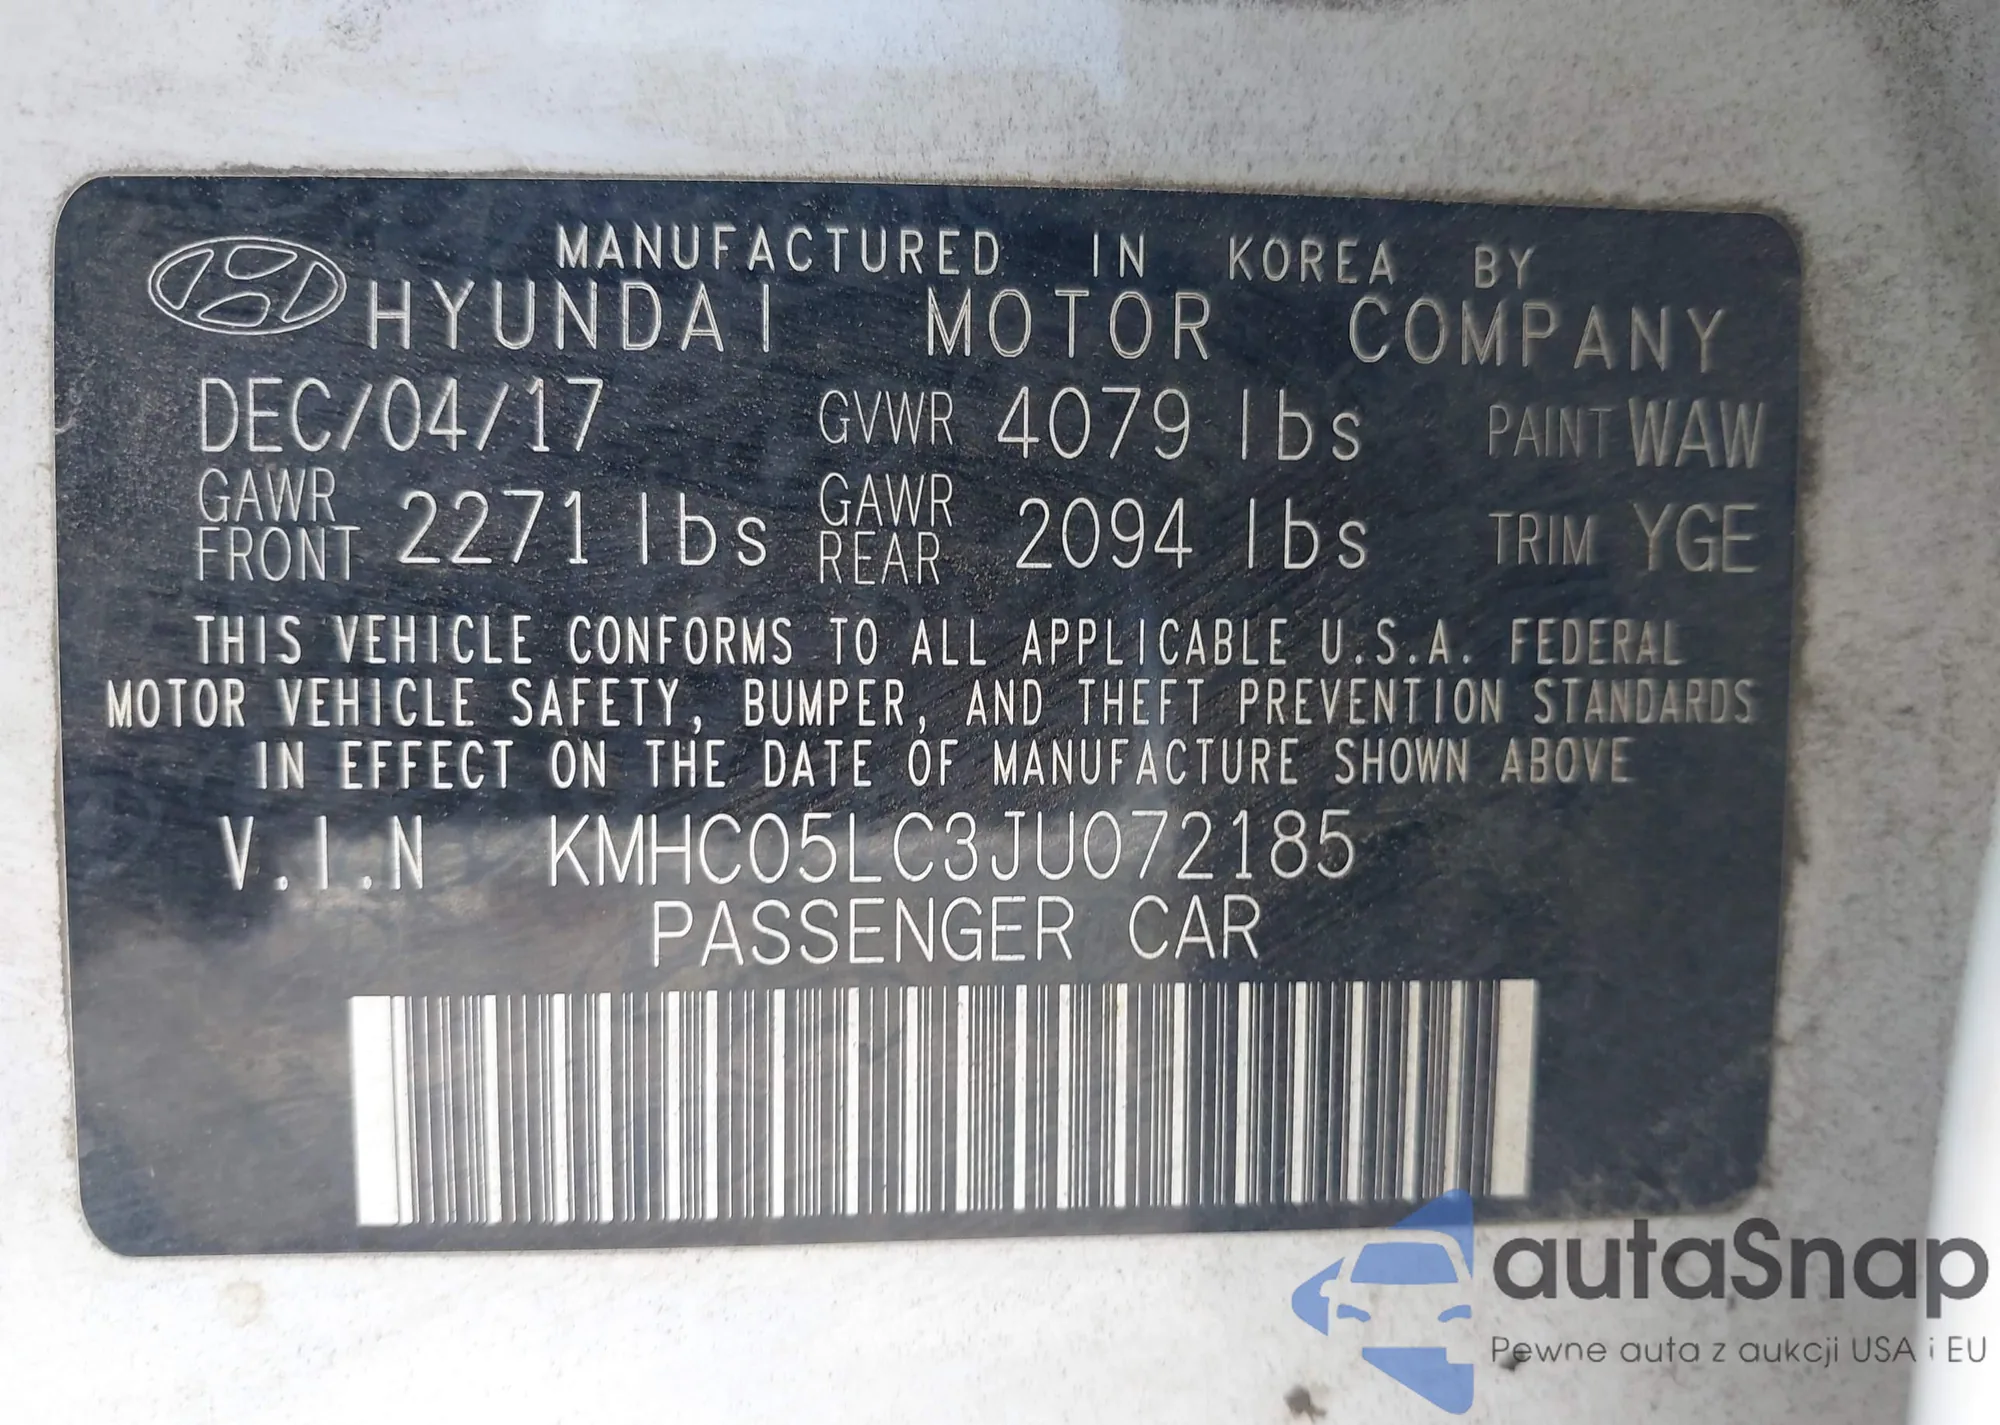 MANUFACTURED IN KOREA BY
HYUNDAI MOTOR COMPANY
DEC/04/17 GVWR 4079 lbs PAINT WAW
GAWR FRONT 2271 lbs GAWR REAR 2094 lbs TRIM YGE
THIS VEHICLE CONFORMS TO ALL APPLICABLE U.S.A. FEDERAL
MOTOR VEHICLE SAFETY, BUMPER, AND THEFT PREVENTION STANDARDS
IN EFFECT ON THE DATE OF MANUFACTURE SHOWN ABOVE
V.I.N KMHC05LC3JU072185
PASSENGER CAR
autaSnap
Pewne auta z aukcji USA i EU